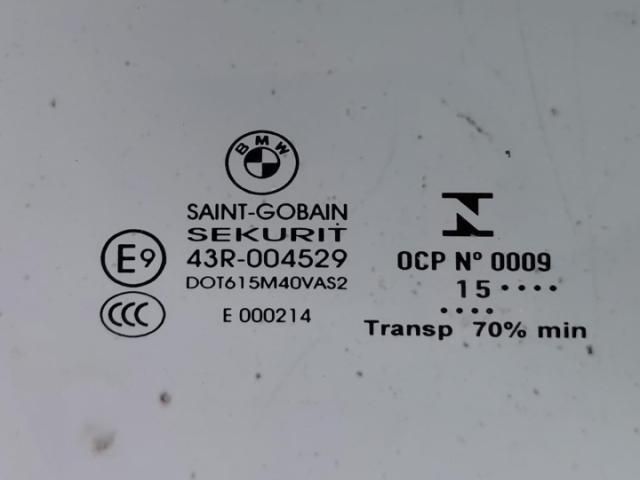 BMW
SAINT-GOBAIN
SEKURIT
E9
43R-004529
DOT615M40VAS2
CCC
E 000214
N
OCP Nº 0009
15 ••••
••••
Transp 70% min